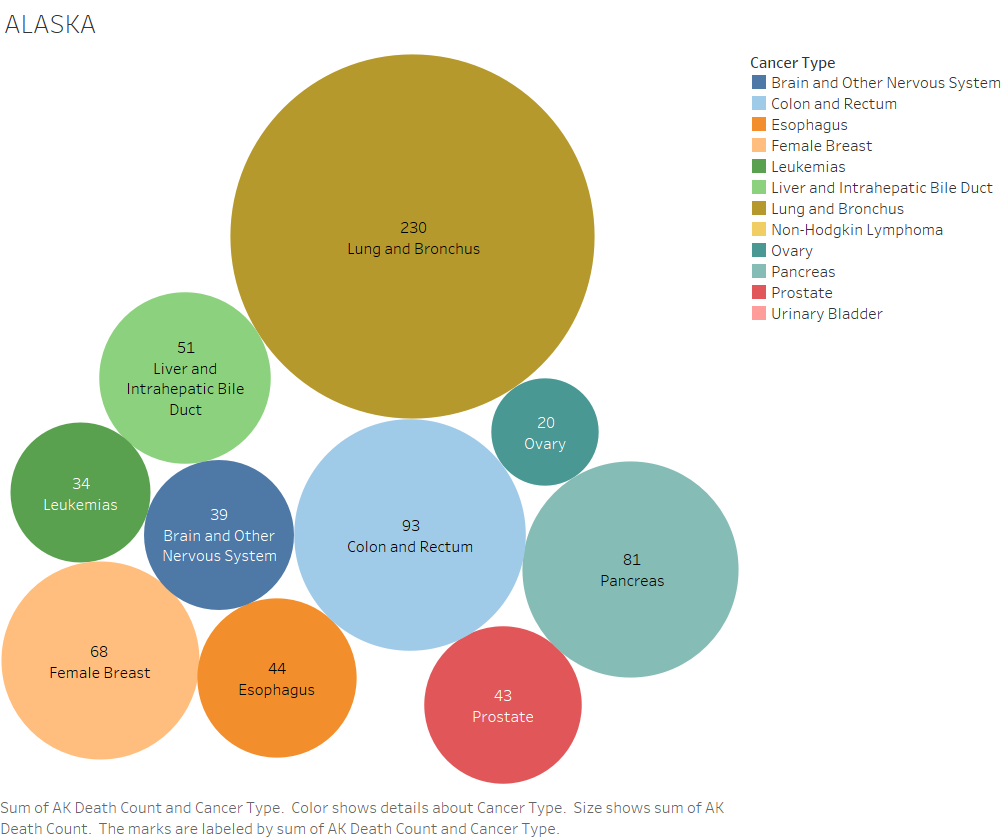 ALASKA
Cancer Type
Brain and Other Nervous System
Colon and Rectum
Esophagus
Female Breast
Leukemias
Liver and Intrahepatic Bile Duct
Lung and Bronchus
Non-Hodgkin Lymphoma
Ovary
Pancreas
Prostate
Urinary Bladder
230
Lung and Bronchus
51
Liver and
Intrahepatic Bile
Duct
20
Ovary
34
Leukemias
39
Brain and Other
Nervous System
93
Colon and Rectum
81
Pancreas
68
Female Breast
44
Esophagus
43
Prostate
Sum of AK Death Count and Cancer Type.  Color shows details about Cancer Type.  Size shows sum of AK
Death Count.  The marks are labeled by sum of AK Death Count and Cancer Type.